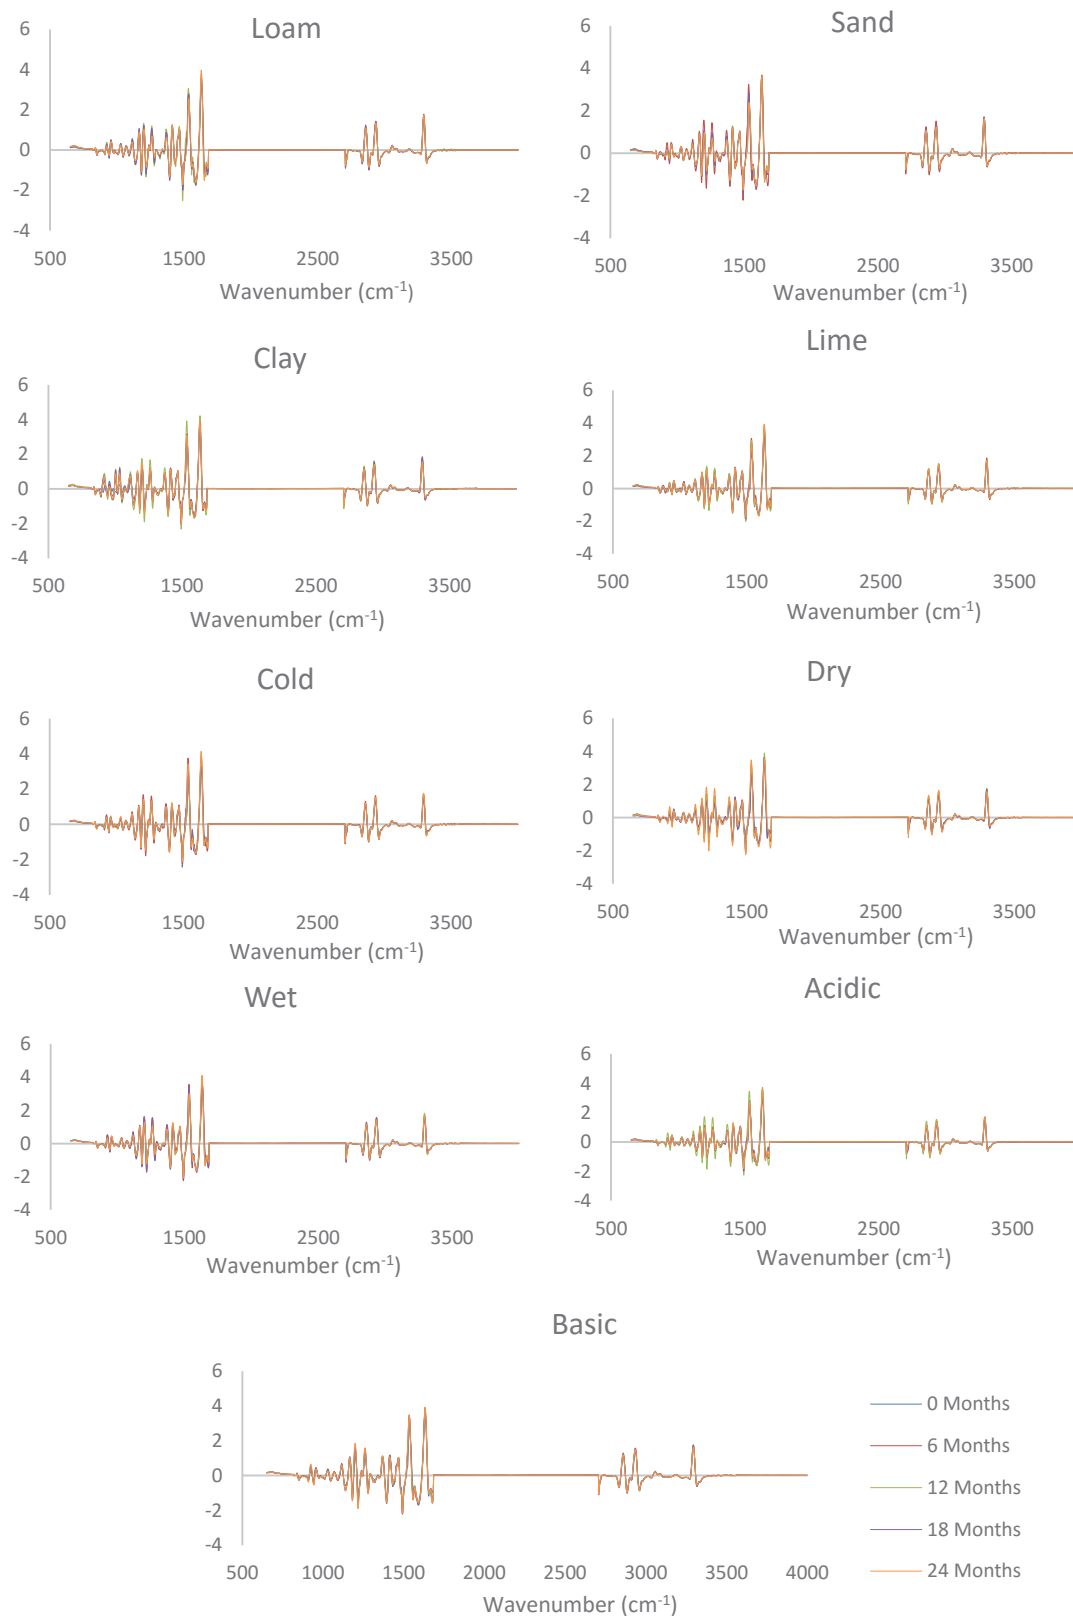 Loam
6
4
2
0
-2
-4
500 1500 2500 3500
Wavenumber (cm-1)
Sand
6
4
2
0
-2
-4
500 1500 2500 3500
Wavenumber (cm-1)
Clay
6
4
2
0
-2
-4
500 1500 2500 3500
Wavenumber (cm-1)
Lime
6
4
2
0
-2
-4
500 1500 2500 3500
Wavenumber (cm-1)
Cold
6
4
2
0
-2
-4
500 1500 2500 3500
Wavenumber (cm-1)
Dry
6
4
2
0
-2
-4
500 1500 2500 3500
Wavenumber (cm-1)
Wet
6
4
2
0
-2
-4
500 1500 2500 3500
Wavenumber (cm-1)
Acidic
6
4
2
0
-2
-4
500 1500 2500 3500
Wavenumber (cm-1)
Basic
6
4
2
0
-2
-4
500 1000 1500 2000 2500 3000 3500 4000
Wavenumber (cm-1)
0 Months
6 Months
12 Months
18 Months
24 Months